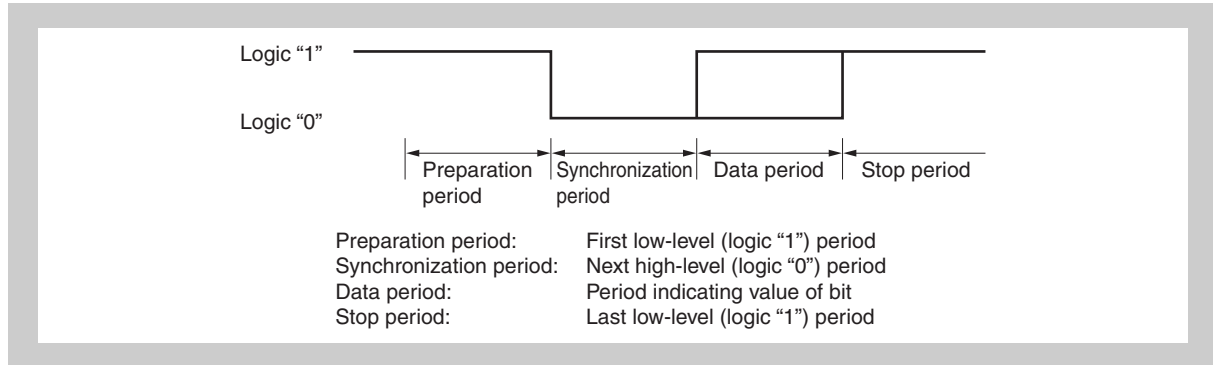 Logic “1”
Logic “0”
Preparation period
Synchronization period
Data period
Stop period
Preparation period: First low-level (logic “1”) period
Synchronization period: Next high-level (logic “0”) period
Data period: Period indicating value of bit
Stop period: Last low-level (logic “1”) period